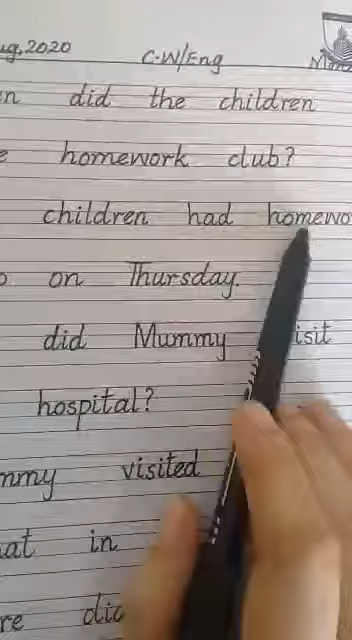 ug,2020 C.W/Eng
n did the children
e homework club?
children had homewo
on Thursday.
did Mummy isit
hospital?
mmy visited
at in
re did